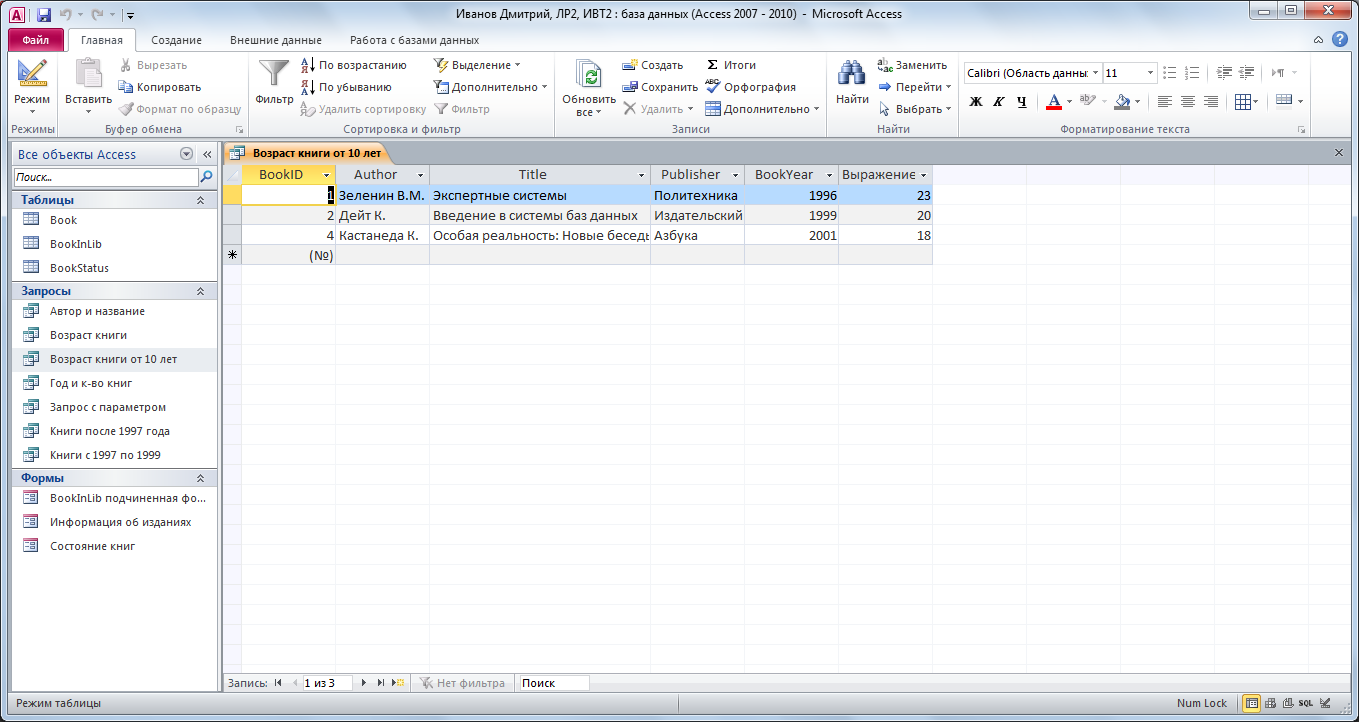 Иванов Дмитрий, ЛР2, ИВТ2 : база данных (Access 2007 - 2010) - Microsoft Access
Файл Главная Создание Внешние данные Работа с базами данных
Режим
Режимы
Вставить
Вырезать
Копировать
Формат по образцу
Буфер обмена
Фильтр
По возрастанию
По убыванию
Удалить сортировку
Выделение
Дополнительно
Фильтр
Сортировка и фильтр
Обновить
все
Создать
Сохранить
Удалить
Итоги
Орфография
Дополнительно
Записи
Найти
Заменить
Перейти
Выбрать
Найти
Calibri (Область данных 11
Ж К Ч
Форматирование текста
Все объекты Access
Поиск...
Таблицы
Book
BookInLib
BookStatus
Запросы
Автор и название
Возраст книги
Возраст книги от 10 лет
Год и к-во книг
Запрос с параметром
Книги после 1997 года
Книги с 1997 по 1999
Формы
BookInLib подчиненная фо...
Информация об изданиях
Состояние книг
Возраст книги от 10 лет
BookID Author Title Publisher BookYear Выражение
1 Зеленин В.М. Экспертные системы Политехника 1996 23
2 Дейт К. Введение в системы баз данных Издательский 1999 20
4 Кастанеда К. Особая реальность: Новые беседы Азбука 2001 18
(№)
Запись: 1 из 3 Нет фильтра Поиск
Режим таблицы Num Lock SQL